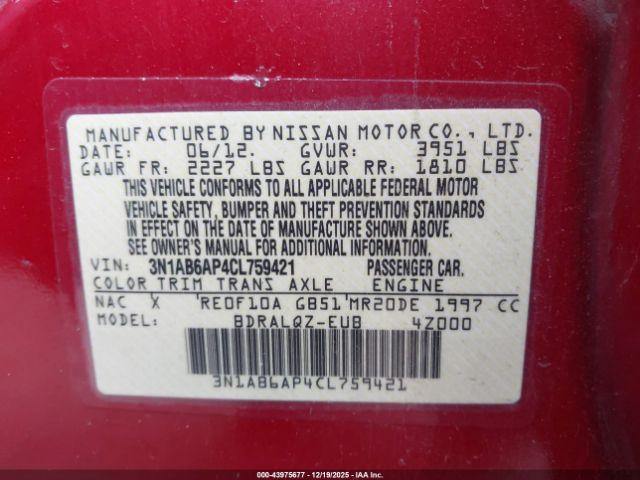 MANUFACTURED BY NISSAN MOTOR CO., LTD.
DATE: 06/12. GVWR: 3951 LBS
GAWR FR: 2227 LBS GAWR RR: 1810 LBS
THIS VEHICLE CONFORMS TO ALL APPLICABLE FEDERAL MOTOR
VEHICLE SAFETY, BUMPER AND THEFT PREVENTION STANDARDS
IN EFFECT ON THE DATE OF MANUFACTURE SHOWN ABOVE.
SEE OWNER'S MANUAL FOR ADDITIONAL INFORMATION.
VIN: 3N1AB6AP4CL759421 PASSENGER CAR.
COLOR TRIM TRANS AXLE ENGINE
NAC X 'RE0F10A GB51'MR20DE 1997 CC
MODEL: BDRALQZ-EUB 4Z000
3N1AB6AP4CL759421
000-43975677 - 12/19/2025 - IAA Inc.